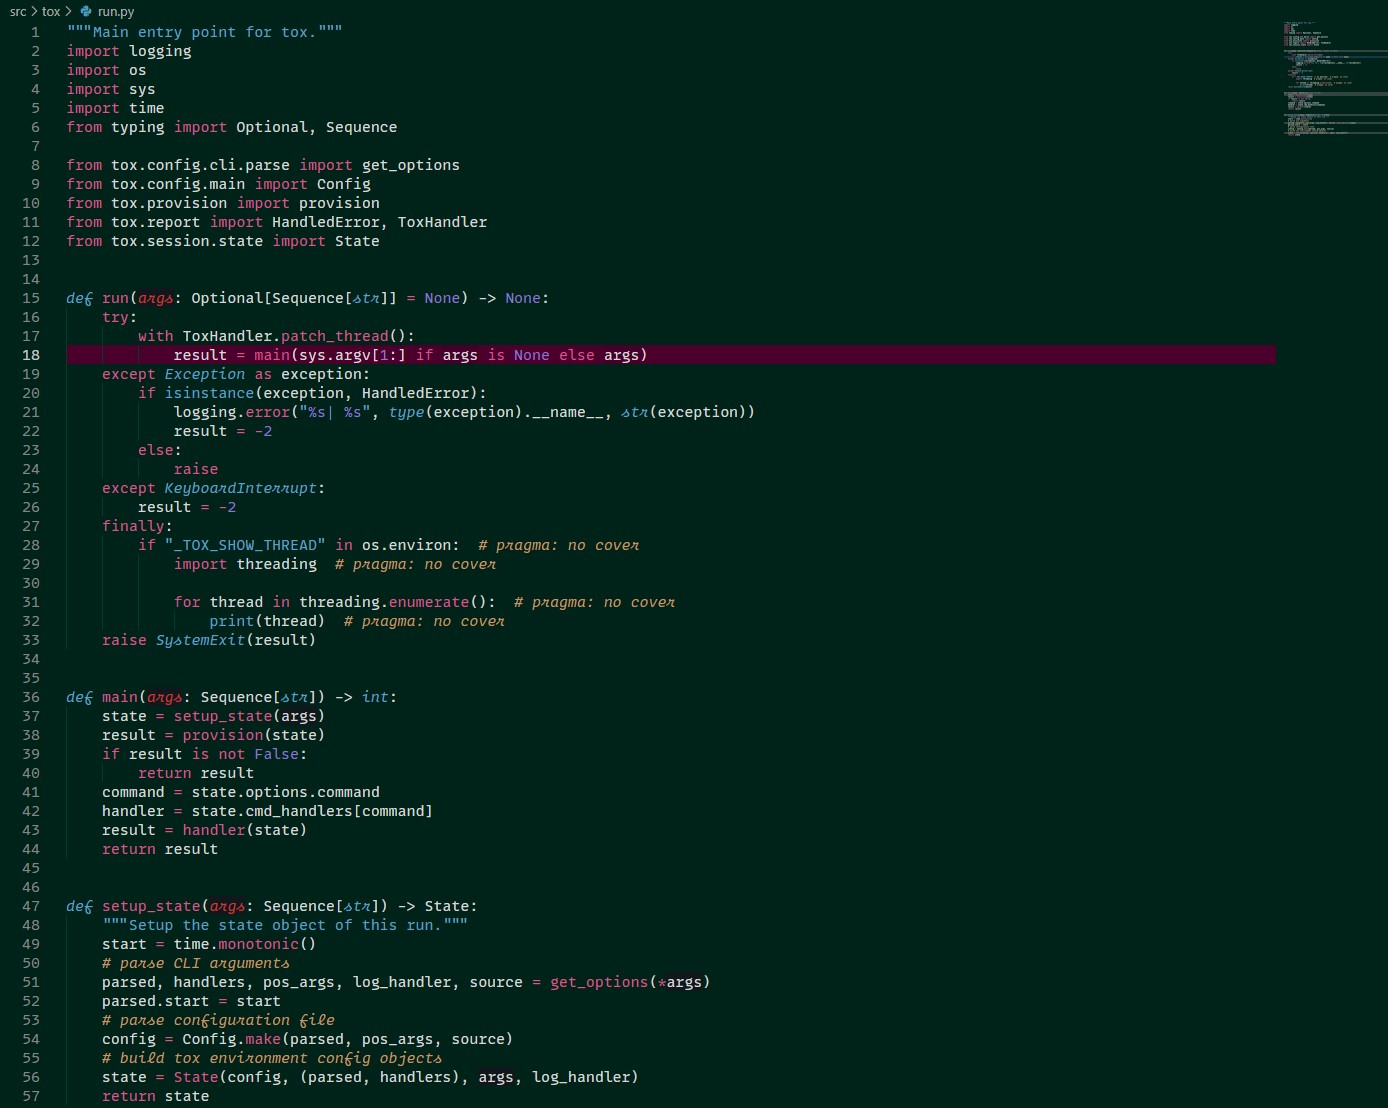 src > tox > run.py
1 """Main entry point for tox."""
2 import logging
3 import os
4 import sys
5 import time
6 from typing import Optional, Sequence
7
8 from tox.config.cli.parse import get_options
9 from tox.config.main import Config
10 from tox.provision import provision
11 from tox.report import HandledError, ToxHandler
12 from tox.session.state import State
13
14
15 def run(args: Optional[Sequence[str]] = None) -> None:
16     try:
17         with ToxHandler.patch_thread():
18             result = main(sys.argv[1:] if args is None else args)
19     except Exception as exception:
20         if isinstance(exception, HandledError):
21             logging.error("%s| %s", type(exception).__name__, str(exception))
22             result = -2
23         else:
24             raise
25     except KeyboardInterrupt:
26         result = -2
27     finally:
28         if "_TOX_SHOW_THREAD" in os.environ:  # pragma: no cover
29             import threading  # pragma: no cover
30
31             for thread in threading.enumerate():  # pragma: no cover
32                 print(thread)  # pragma: no cover
33     raise SystemExit(result)
34
35
36 def main(args: Sequence[str]) -> int:
37     state = setup_state(args)
38     result = provision(state)
39     if result is not False:
40         return result
41     command = state.options.command
42     handler = state.cmd_handlers[command]
43     result = handler(state)
44     return result
45
46
47 def setup_state(args: Sequence[str]) -> State:
48     """Setup the state object of this run."""
49     start = time.monotonic()
50     # parse CLI arguments
51     parsed, handlers, pos_args, log_handler, source = get_options(*args)
52     parsed.start = start
53     # parse configuration file
54     config = Config.make(parsed, pos_args, source)
55     # build tox environment config objects
56     state = State(config, (parsed, handlers), args, log_handler)
57     return state